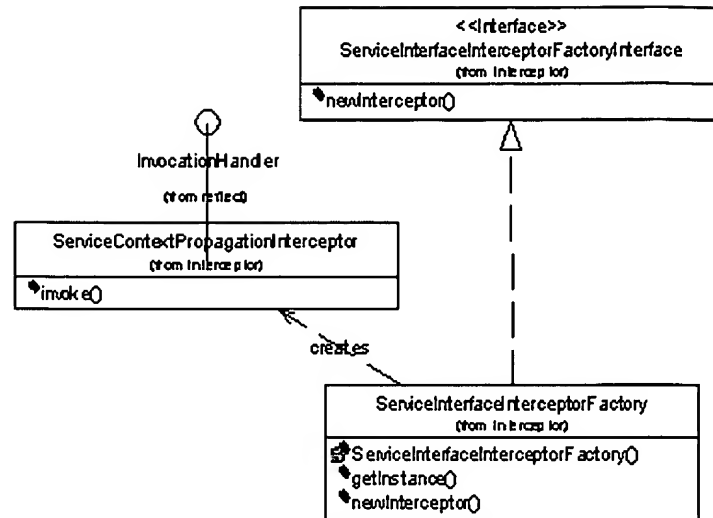 <<Interface>>
ServiceInterfaceInterceptorFactoryInterface
(from interceptor)
newInterceptor()
InvocationHandler
(from reflect)
ServiceContextPropagationInterceptor
(from interceptor)
invoke()
creates
ServiceInterfaceInterceptorFactory
(from interceptor)
ServiceInterfaceInterceptorFactory()
getInstance()
newInterceptor()